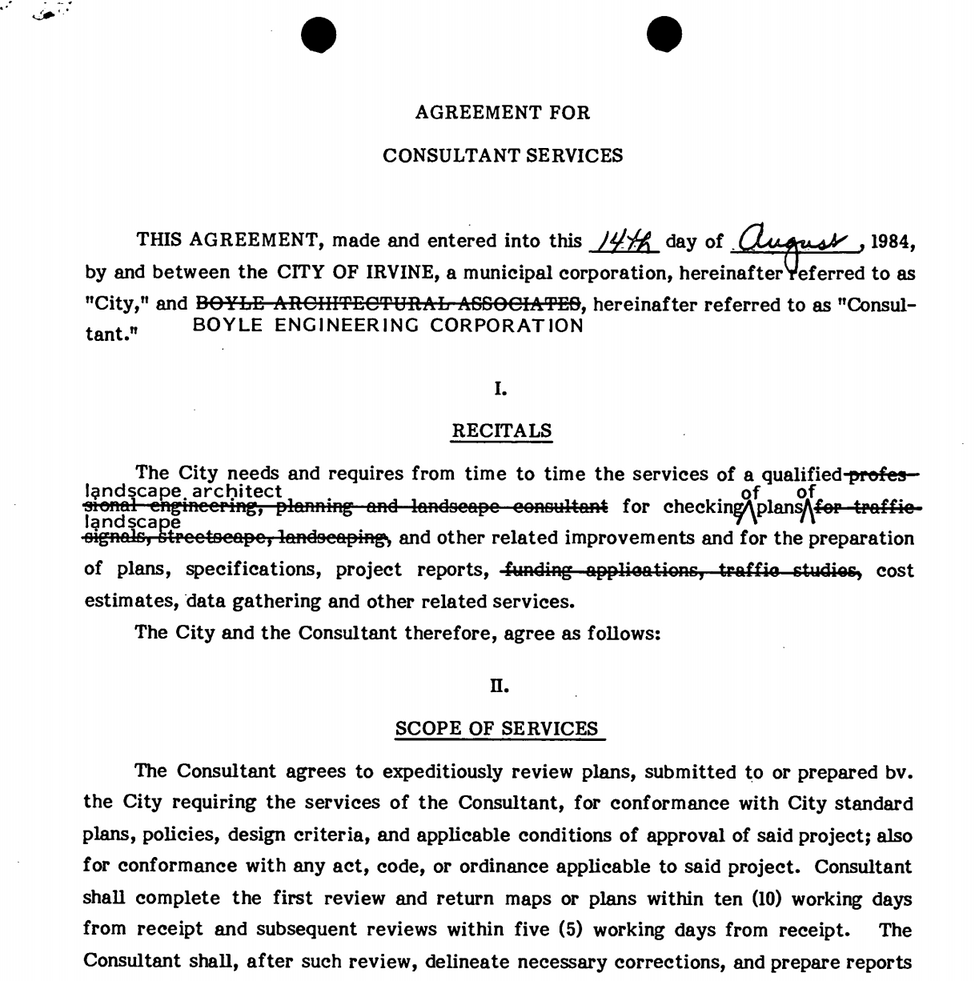 AGREEMENT FOR
CONSULTANT SERVICES
THIS AGREEMENT, made and entered into this 14th day of August, 1984,
by and between the CITY OF IRVINE, a municipal corporation, hereinafter referred to as
"City," and BOYLE ARCHITECTURAL ASSOCIATES, hereinafter referred to as "Consul-
BOYLE ENGINEERING CORPORATION
tant."
I.
RECITALS
The City needs and requires from time to time the services of a qualified profes-
landscape architect of of
sional engineering, planning and landscape consultant for checking plans for traffic
landscape
signals, streetscape, landscaping, and other related improvements and for the preparation
of plans, specifications, project reports, funding applications, traffic studies, cost
estimates, data gathering and other related services.
The City and the Consultant therefore, agree as follows:
II.
SCOPE OF SERVICES
The Consultant agrees to expeditiously review plans, submitted to or prepared by.
the City requiring the services of the Consultant, for conformance with City standard
plans, policies, design criteria, and applicable conditions of approval of said project; also
for conformance with any act, code, or ordinance applicable to said project. Consultant
shall complete the first review and return maps or plans within ten (10) working days
from receipt and subsequent reviews within five (5) working days from receipt. The
Consultant shall, after such review, delineate necessary corrections, and prepare reports